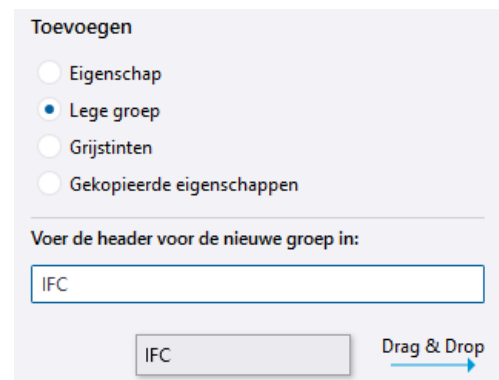 Toevoegen
Eigenschap
Lege groep
Grijstinten
Gekopieerde eigenschappen
Voer de header voor de nieuwe groep in:
IFC
IFC
Drag & Drop